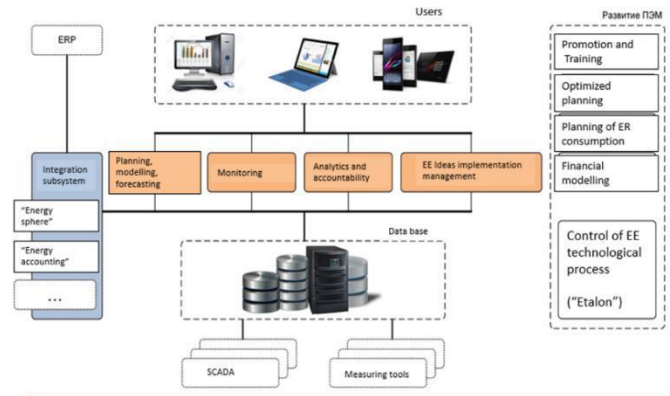 Users
Развитие ПЭМ
ERP
Promotion and
Training
Optimized
planning
Planning of ER
consumption
Financial
modelling
Integration
subsystem
Planning,
modelling,
forecasting
Monitoring
Analytics and
accountability
EE Ideas implementation
management
“Energy
sphere”
“Energy
accounting”
...
Data base
Control of EE
technological
process
(“Etalon”)
SCADA
Measuring tools